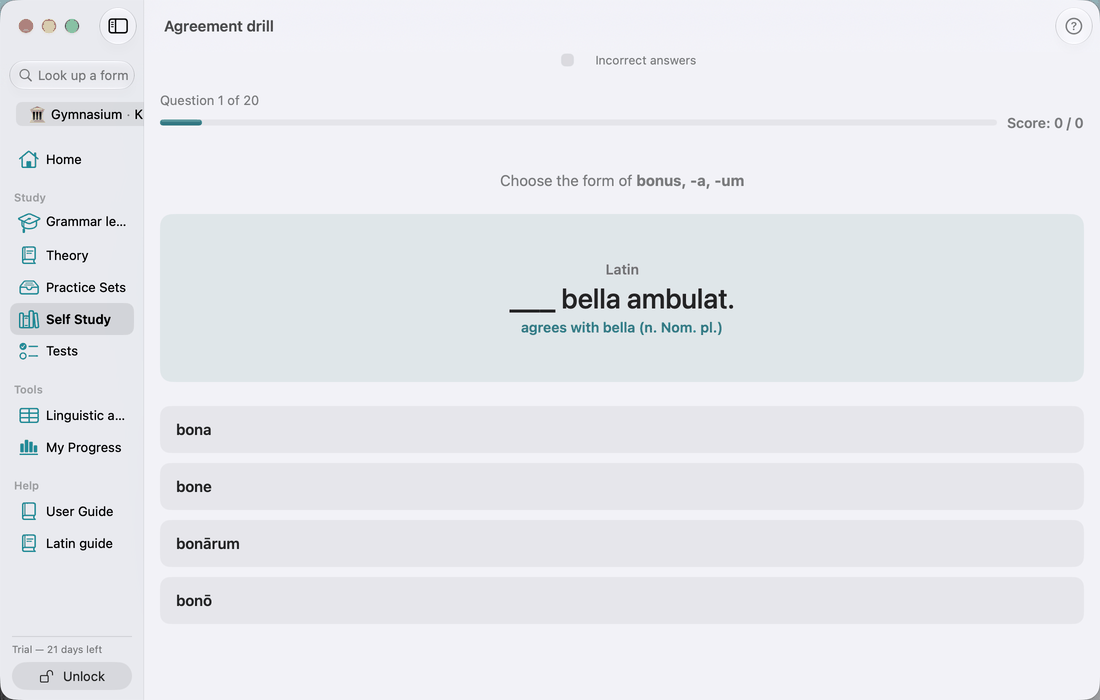 Agreement drill
Look up a form
Gymnasium · K
Home
Study
Grammar le...
Theory
Practice Sets
Self Study
Tests
Tools
Linguistic a...
My Progress
Help
User Guide
Latin guide
Trial — 21 days left
Unlock
Incorrect answers
Question 1 of 20
Score: 0 / 0
Choose the form of bonus, -a, -um
Latin
___ bella ambulat.
agrees with bella (n. Nom. pl.)
bona
bone
bonārum
bonō